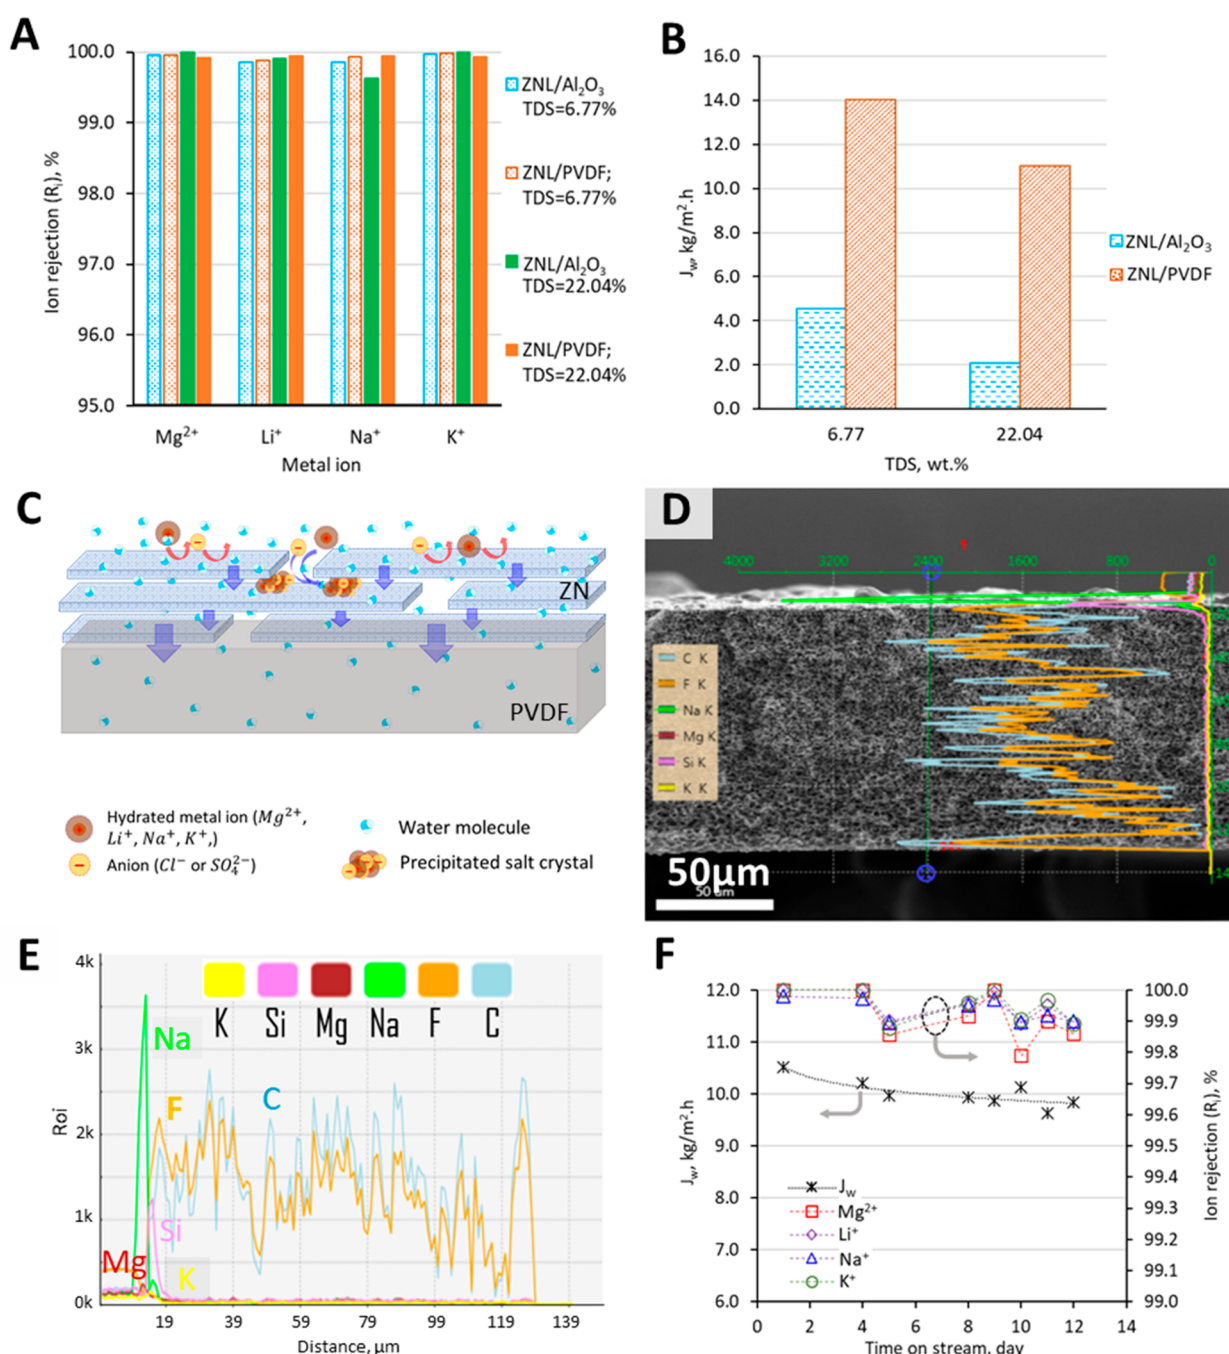 A
100.0
99.0
98.0
97.0
96.0
95.0
Ion rejection (Rᵢ), %
Mg²⁺
Li⁺
Na⁺
K⁺
Metal ion
ZNL/Al₂O₃
TDS=6.77%
ZNL/PVDF;
TDS=6.77%
ZNL/Al₂O₃
TDS=22.04%
ZNL/PVDF;
TDS=22.04%
B
16.0
14.0
12.0
10.0
8.0
6.0
4.0
2.0
0.0
J_w, kg/m².h
6.77
22.04
TDS, wt.%
ZNL/Al₂O₃
ZNL/PVDF
C
ZN
PVDF
Hydrated metal ion (Mg²⁺,
Li⁺, Na⁺, K⁺,)
Anion (Cl⁻ or SO₄²⁻)
Water molecule
Precipitated salt crystal
D
4000
3200
2400
1600
800
0
1
C K
F K
Na K
Mg K
Si K
K K
50µm
50 um
E
4k
3k
2k
1k
0k
Roi
K
Si
Mg
Na
F
C
Na
F
C
Si
Mg
K
19
39
59
79
99
119
139
Distance, µm
F
12.0
11.0
10.0
9.0
8.0
7.0
6.0
J_w, kg/m².h
100.0
99.9
99.8
99.7
99.6
99.5
99.4
99.3
99.2
99.1
99.0
Ion rejection (Rᵢ), %
J_w
Mg²⁺
Li⁺
Na⁺
K⁺
0
2
4
6
8
10
12
14
Time on stream, day